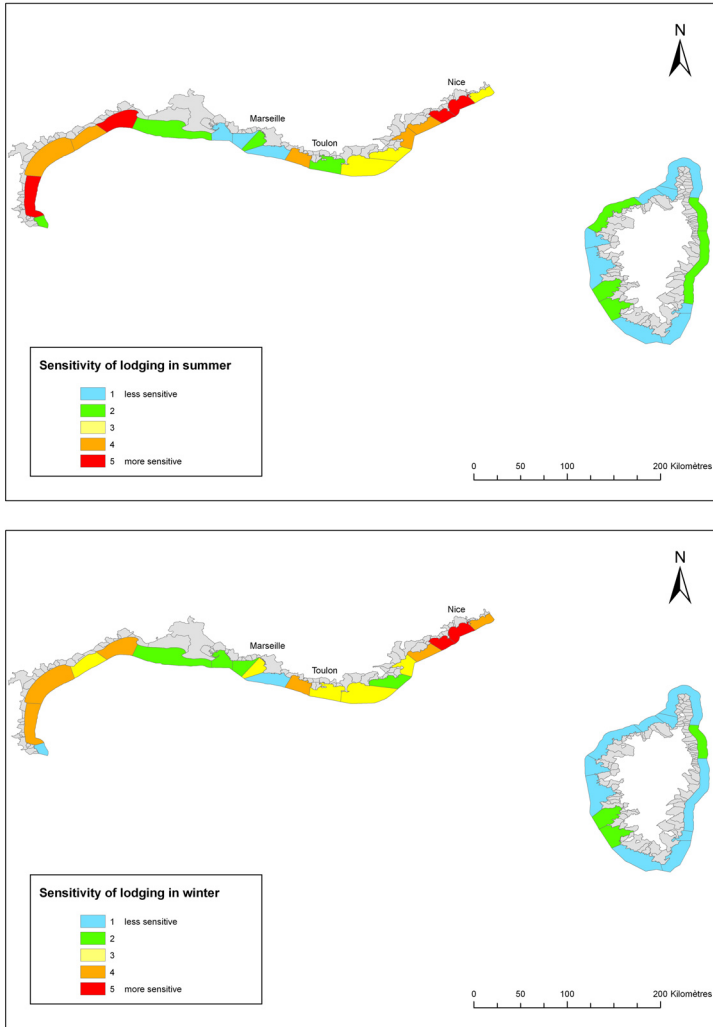 N
Nice
Marseille
Toulon
Sensitivity of lodging in summer
1 less sensitive
2
3
4
5 more sensitive
0 50 100 200 Kilomètres
N
Nice
Marseille
Toulon
Sensitivity of lodging in winter
1 less sensitive
2
3
4
5 more sensitive
0 50 100 200 Kilomètres